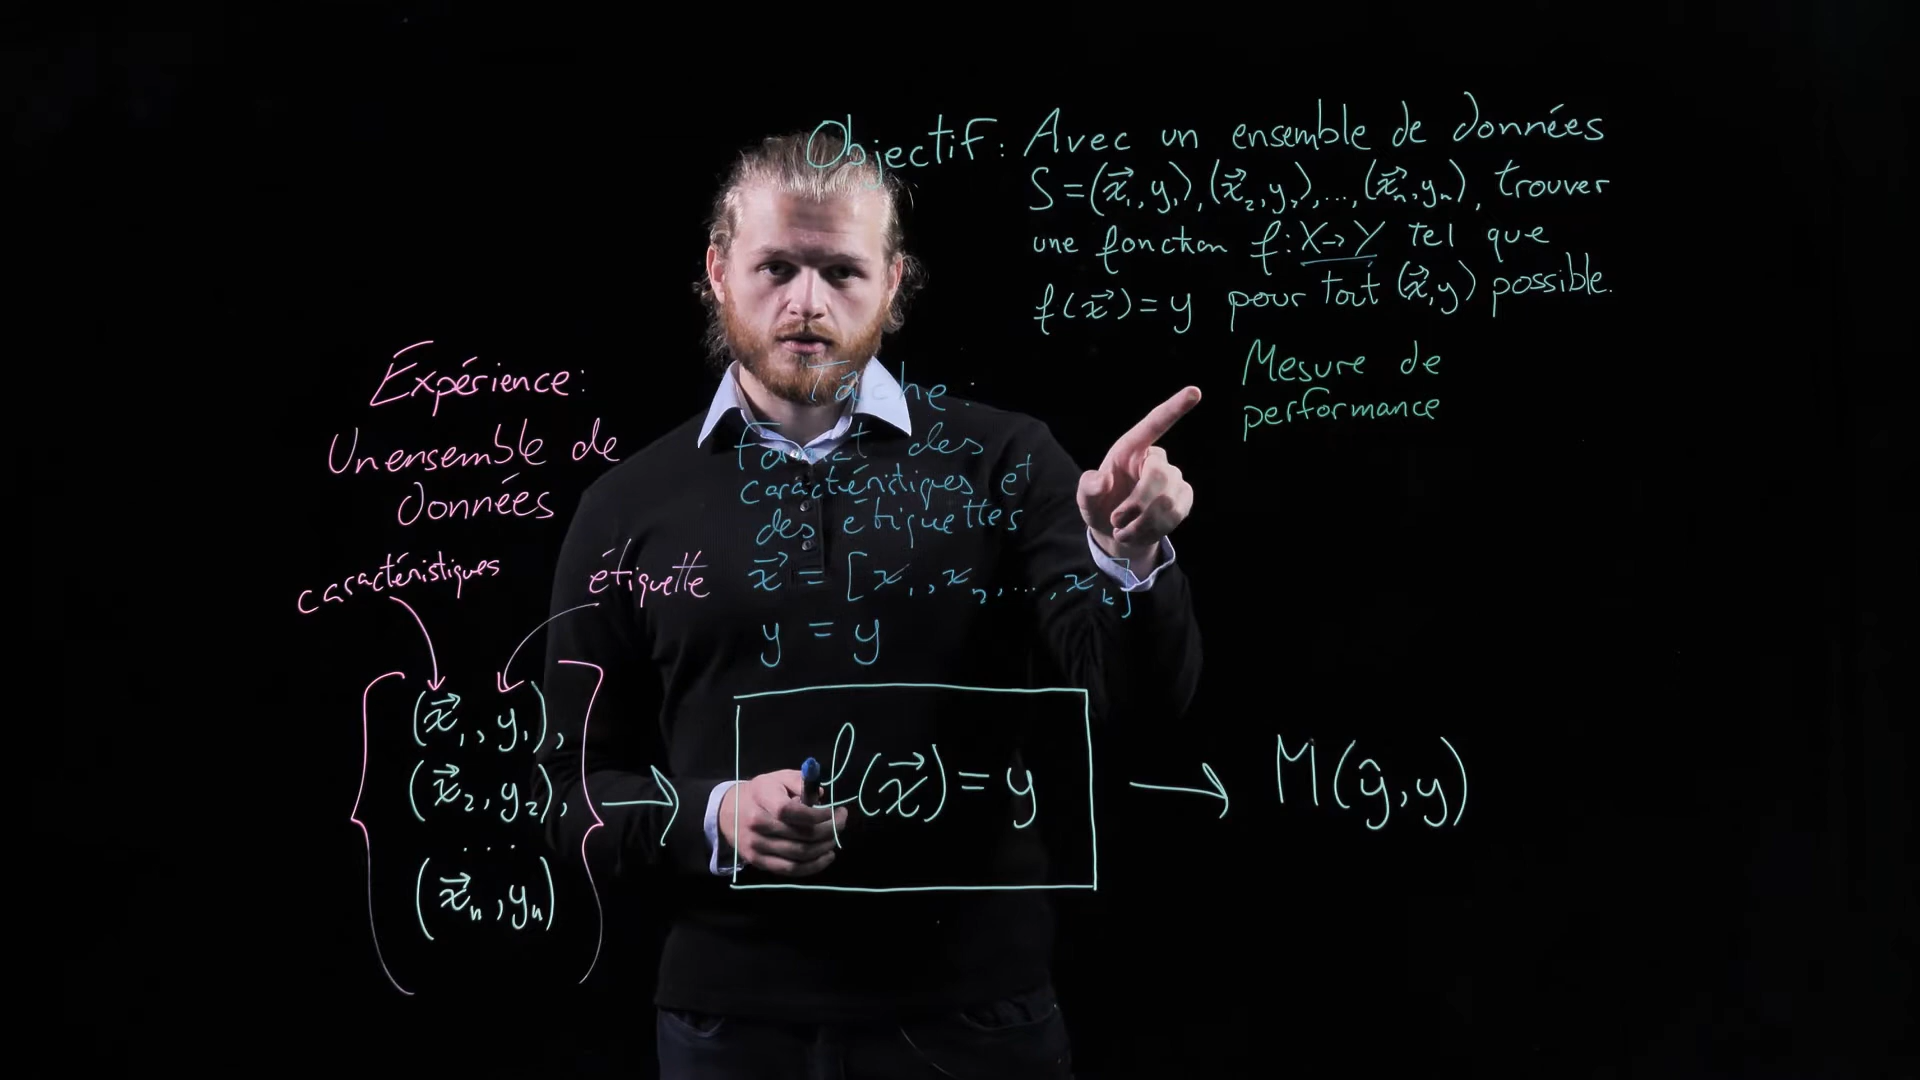 Objectif: Avec un ensemble de données
S = (x⃗₁, y₁), (x⃗₂, y₂), ..., (x⃗ₙ, yₙ), trouver
une fonction f: X → Y tel que
f(x⃗) = y pour tout (x⃗, y) possible.
Expérience:
Un ensemble de
données
caractéristiques
étiquette
(x⃗₁, y₁),
(x⃗₂, y₂),
...
(x⃗ₙ, yₙ)
Tâche:
Format des
caractéristiques et
des étiquettes
x⃗ = [x₁, x₂, ..., xₖ]
y = y
f(x⃗) = y
Mesure de
performance
M(ŷ, y)